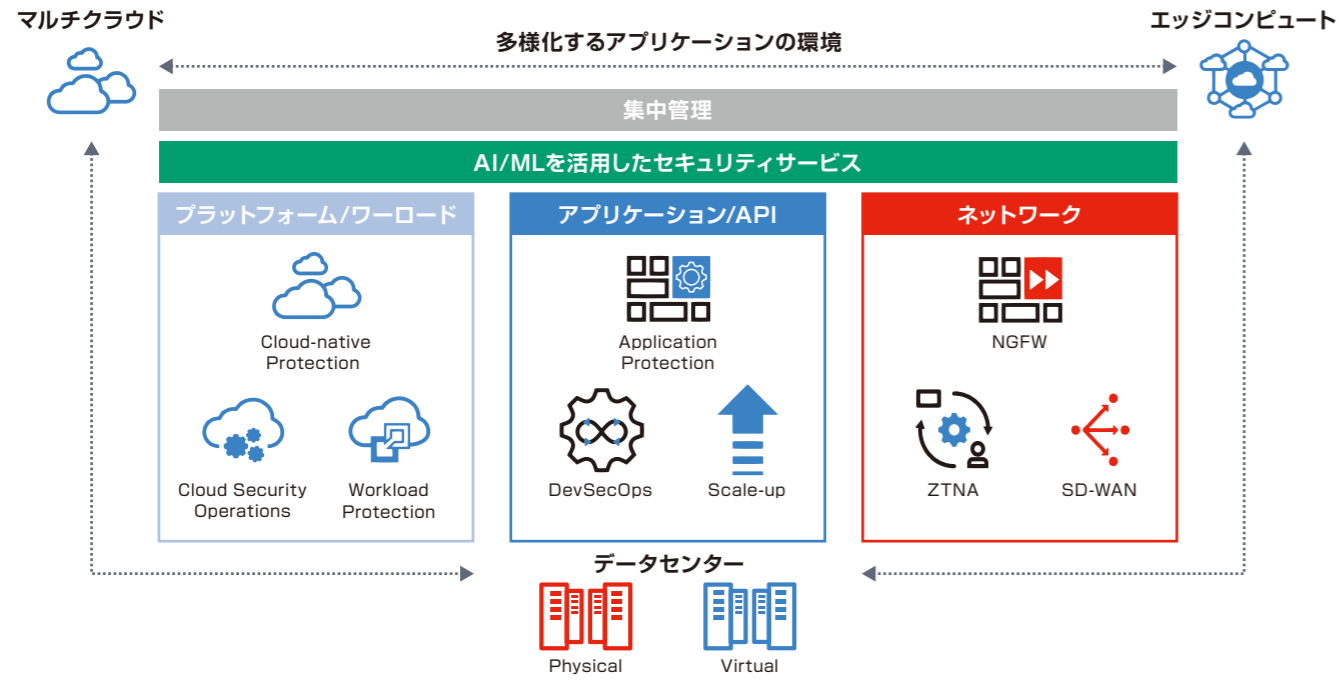 マルチクラウド
エッジコンピュート
多様化するアプリケーションの環境
集中管理
AI/MLを活用したセキュリティサービス
プラットフォーム/ワーロード
Cloud-native
Protection
Cloud Security
Operations
Workload
Protection
アプリケーション/API
Application
Protection
DevSecOps
Scale-up
ネットワーク
NGFW
ZTNA
SD-WAN
データセンター
Physical
Virtual